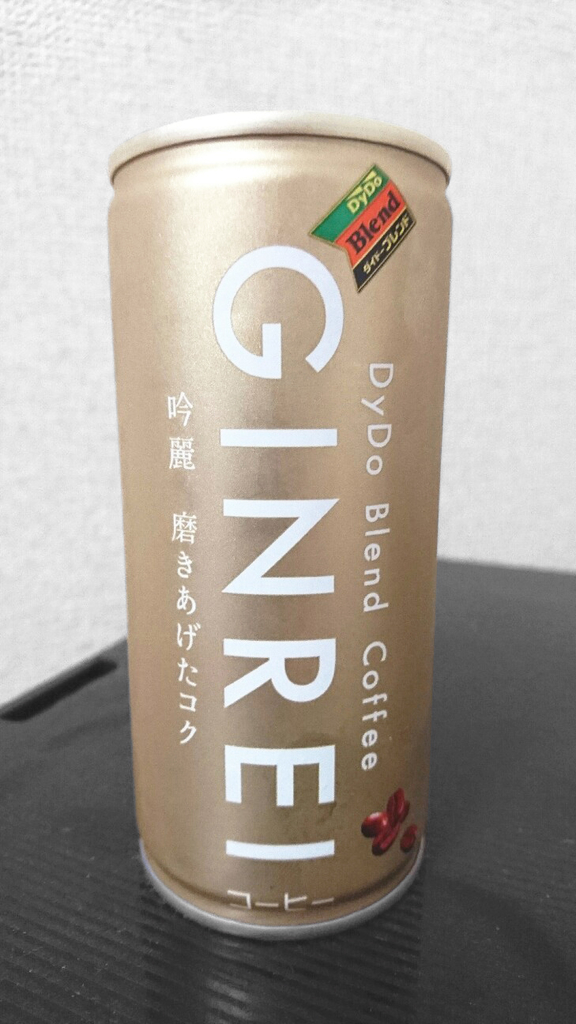 DyDo
Blend
ダイドーブレンド
DyDo Blend Coffee
GINREI
吟麗 磨きあげたコク
コーヒー